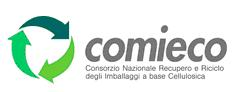 comieco
Consorzio Nazionale Recupero e Riciclo
degli Imballaggi a base Cellulosica